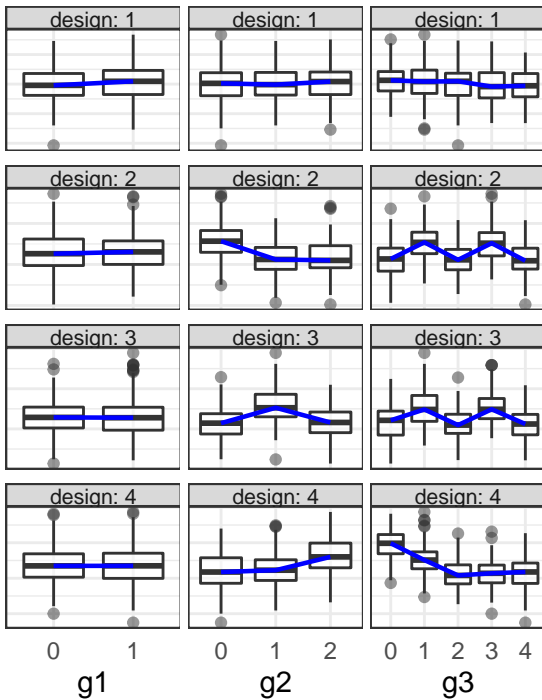 design: 1 design: 1 design: 1
design: 2 design: 2 design: 2
design: 3 design: 3 design: 3
design: 4 design: 4 design: 4
0 1 0 1 2 0 1 2 3 4
g1 g2 g3